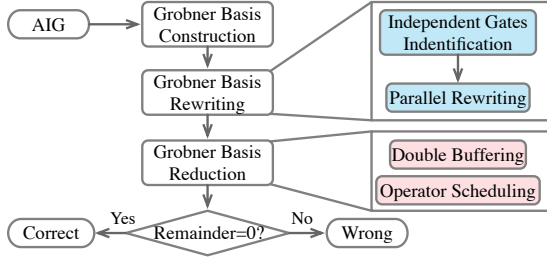 AIG
Grobner Basis
Construction
Independent Gates
Indentification
Grobner Basis
Rewriting
Parallel Rewriting
Grobner Basis
Reduction
Double Buffering
Operator Scheduling
Yes
No
Correct
Remainder=0?
Wrong